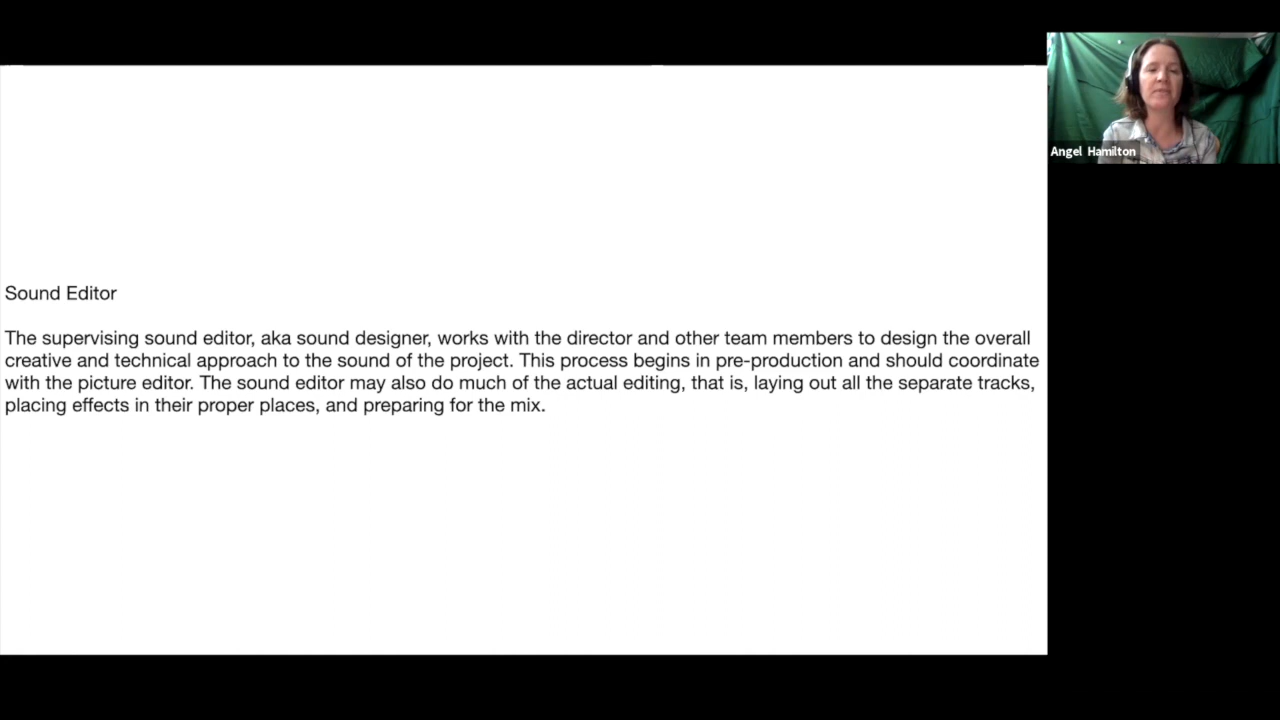 Sound Editor
The supervising sound editor, aka sound designer, works with the director and other team members to design the overall
creative and technical approach to the sound of the project. This process begins in pre-production and should coordinate
with the picture editor. The sound editor may also do much of the actual editing, that is, laying out all the separate tracks,
placing effects in their proper places, and preparing for the mix.
Angel Hamilton